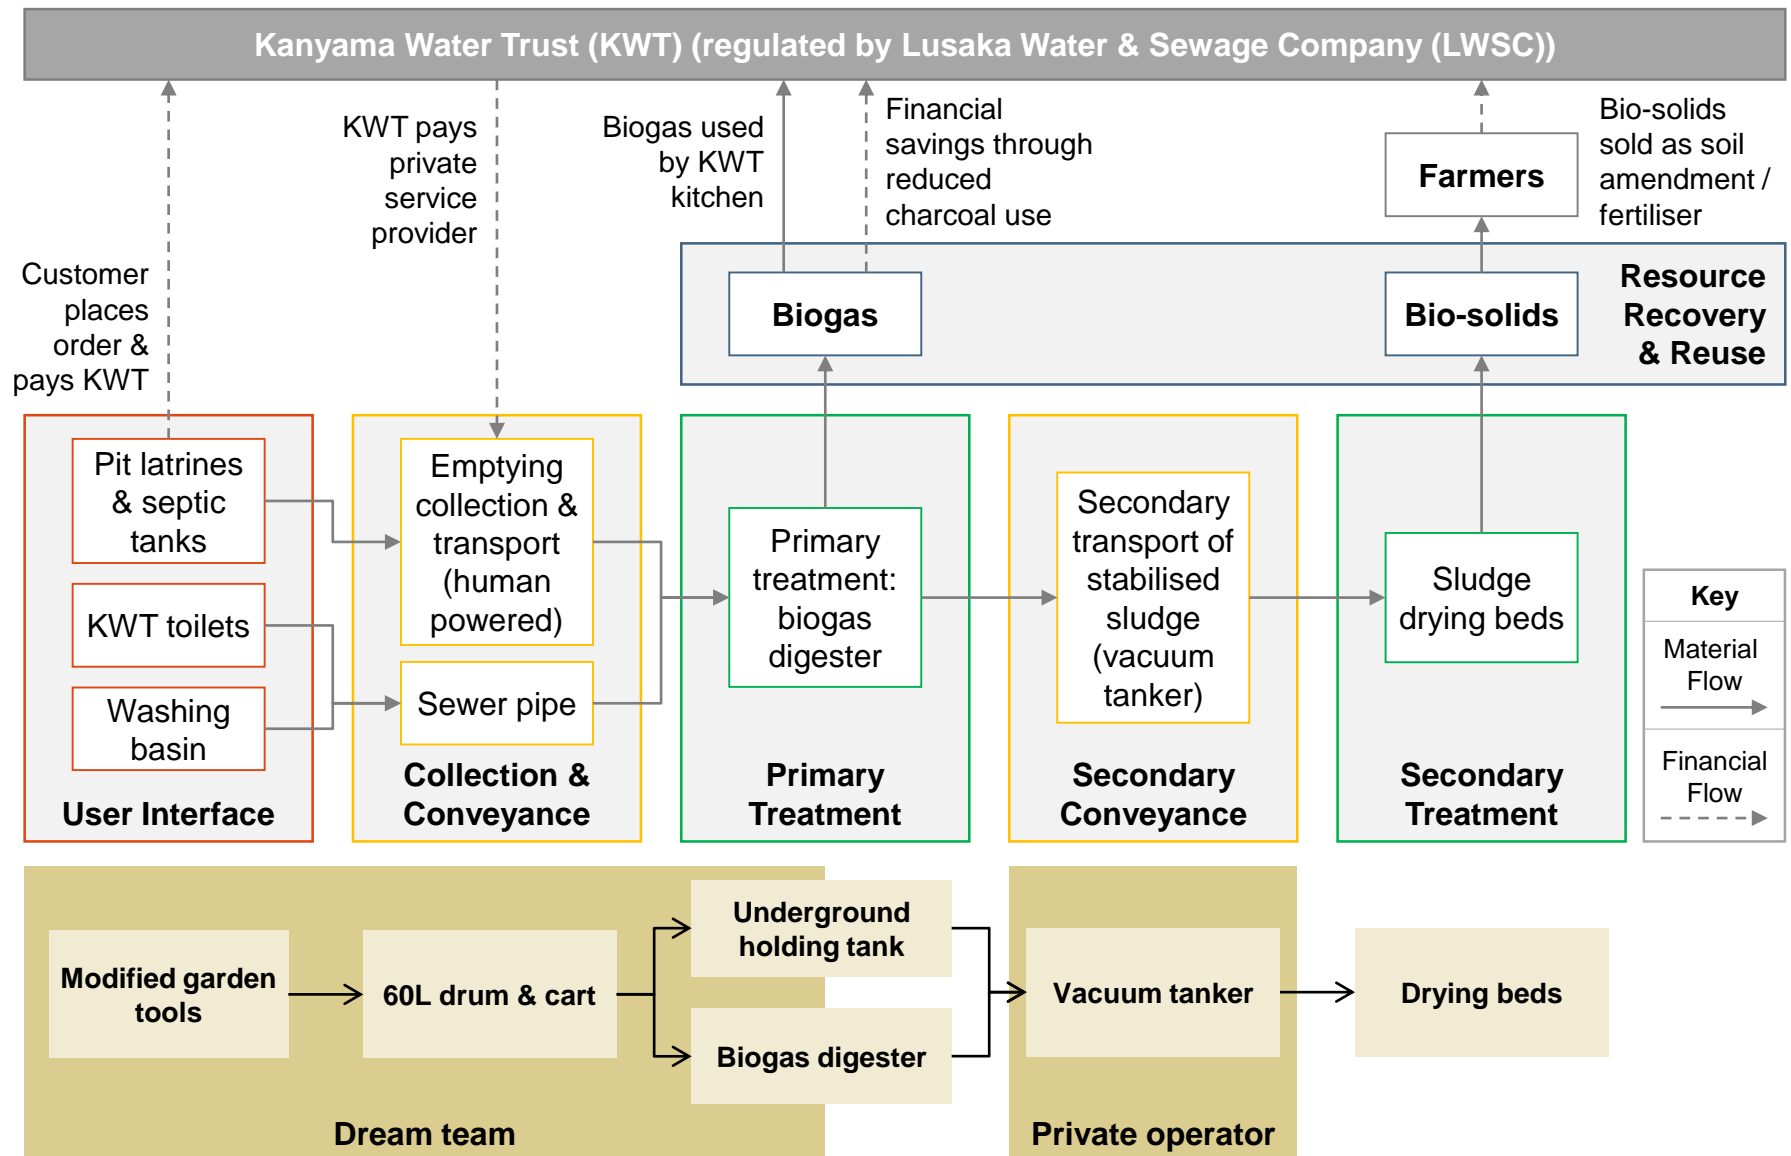 Kanyama Water Trust (KWT) (regulated by Lusaka Water & Sewage Company (LWSC))
Customer
places
order &
pays KWT
KWT pays
private
service
provider
Biogas used
by KWT
kitchen
Financial
savings through
reduced
charcoal use
Farmers
Bio-solids
sold as soil
amendment /
fertiliser
Biogas
Bio-solids
Resource
Recovery
& Reuse
Pit latrines
& septic
tanks
KWT toilets
Washing
basin
User Interface
Emptying
collection &
transport
(human
powered)
Sewer pipe
Collection &
Conveyance
Primary
treatment:
biogas
digester
Primary
Treatment
Secondary
transport of
stabilised
sludge
(vacuum
tanker)
Secondary
Conveyance
Sludge
drying beds
Secondary
Treatment
Key
Material
Flow
Financial
Flow
Modified garden
tools
60L drum & cart
Underground
holding tank
Biogas digester
Dream team
Vacuum tanker
Private operator
Drying beds